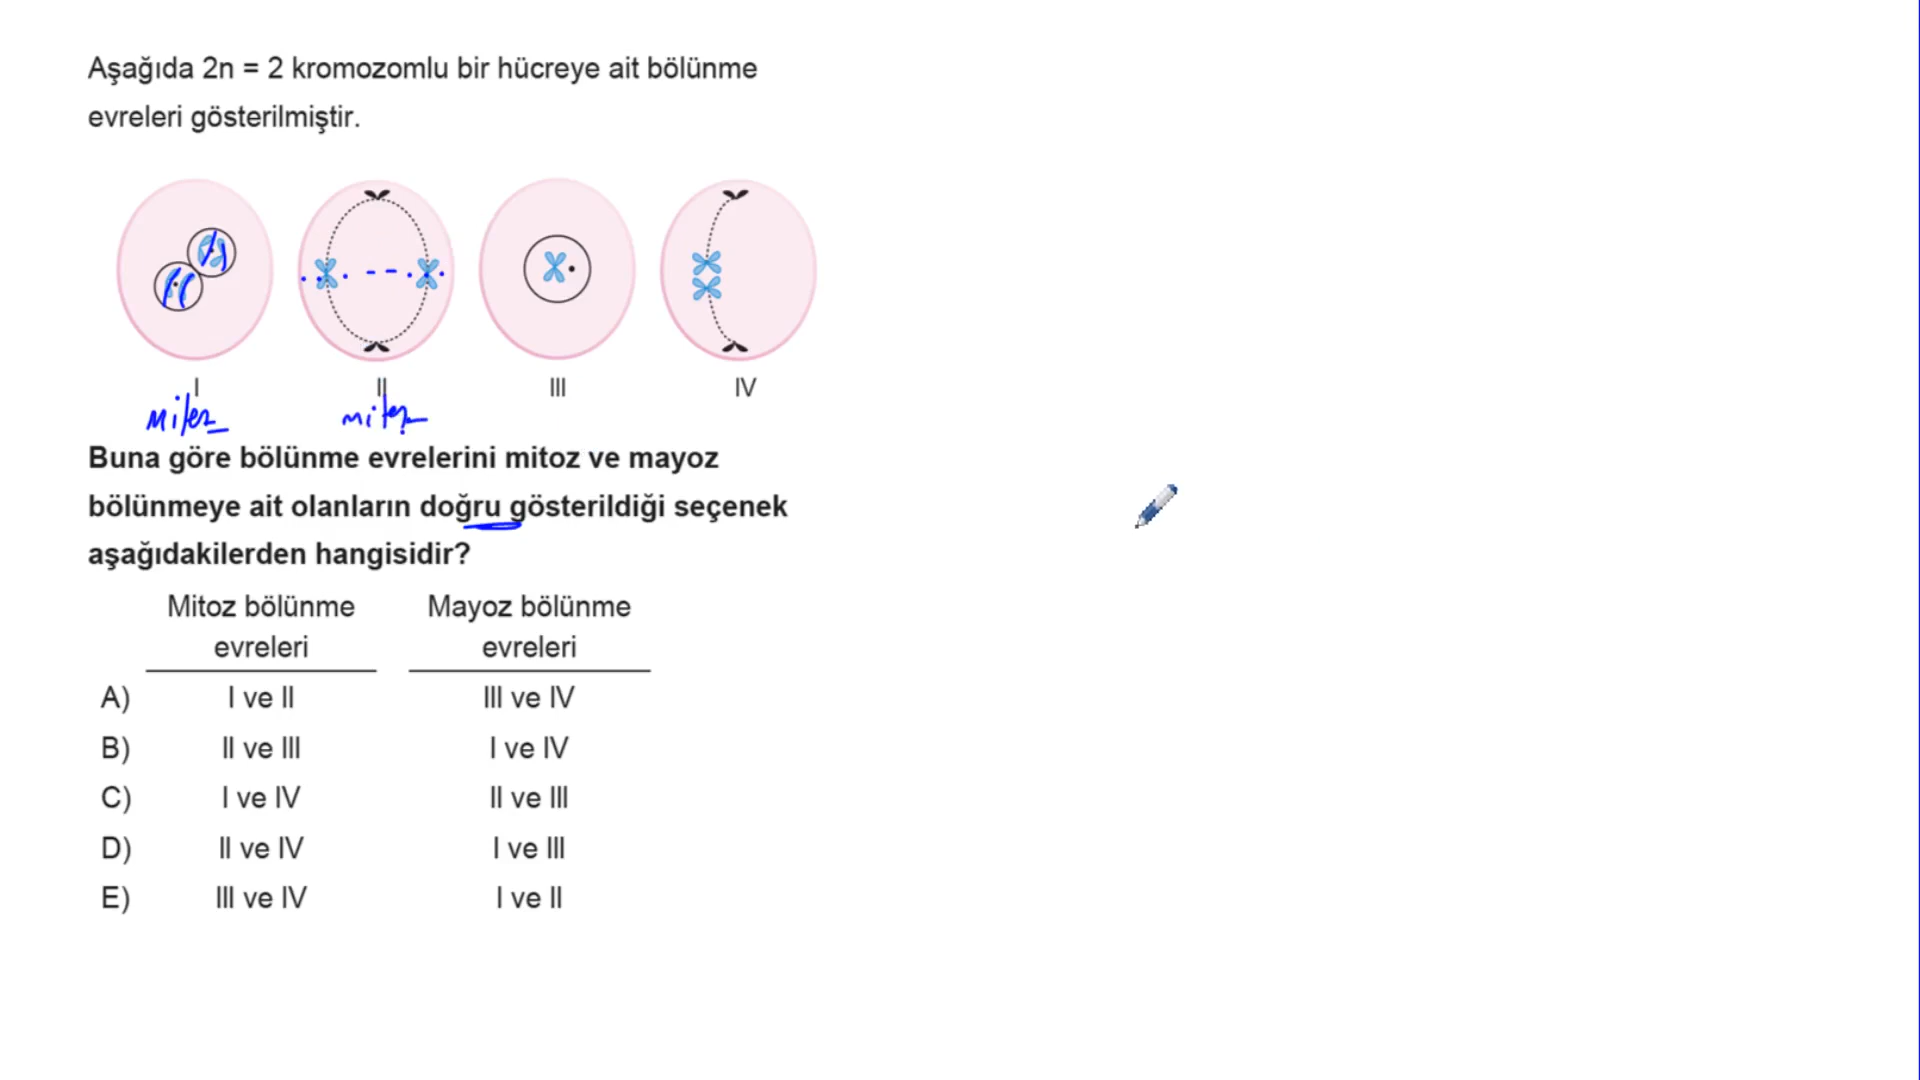 Aşağıda 2n = 2 kromozomlu bir hücreye ait bölünme
evreleri gösterilmiştir.
I II III IV
mitoz mitoz
Buna göre bölünme evrelerini mitoz ve mayoz
bölünmeye ait olanların doğru gösterildiği seçenek
aşağıdakilerden hangisidir?
Mitoz bölünme Mayoz bölünme
evreleri evreleri
A) I ve II III ve IV
B) II ve III I ve IV
C) I ve IV II ve III
D) II ve IV I ve III
E) III ve IV I ve II